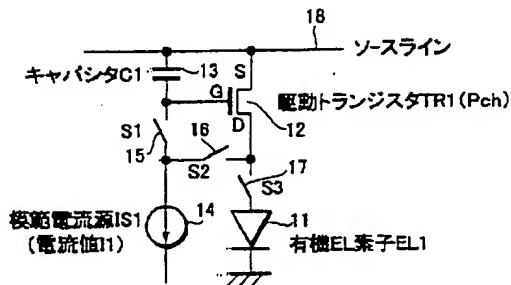 18
ソースライン
キャパシタC1
13
S
G
D
駆動トランジスタTR1(Pch)
12
S1
15
16
S2
17
S3
模範電流源IS1
(電流値I1)
14
11
有機EL素子EL1